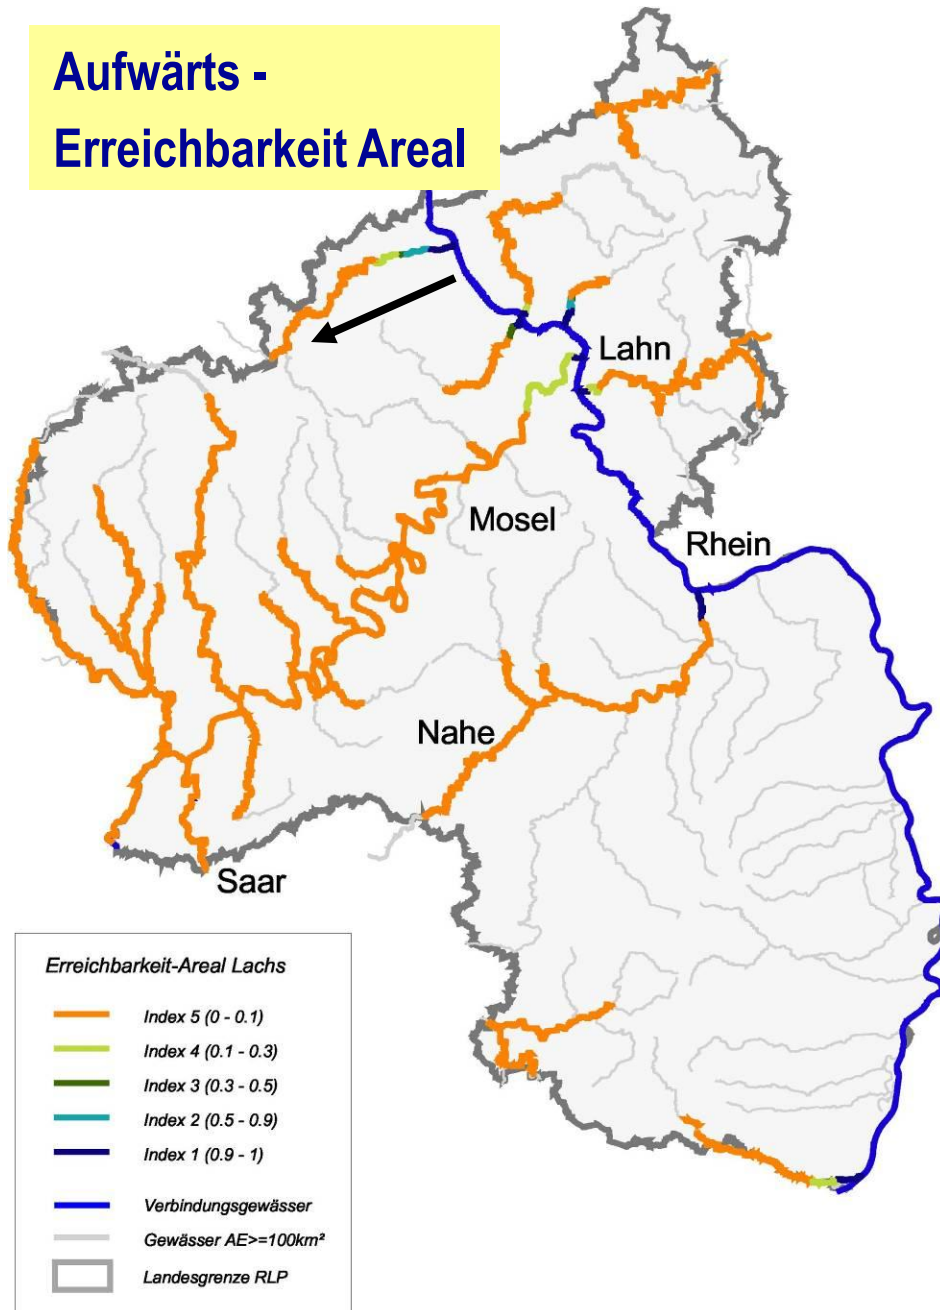 Aufwärts -
Erreichbarkeit Areal
Lahn
Mosel
Rhein
Nahe
Saar
Erreichbarkeit-Areal Lachs
Index 5 (0 - 0.1)
Index 4 (0.1 - 0.3)
Index 3 (0.3 - 0.5)
Index 2 (0.5 - 0.9)
Index 1 (0.9 - 1)
Verbindungsgewässer
Gewässer AE>=100km²
Landesgrenze RLP